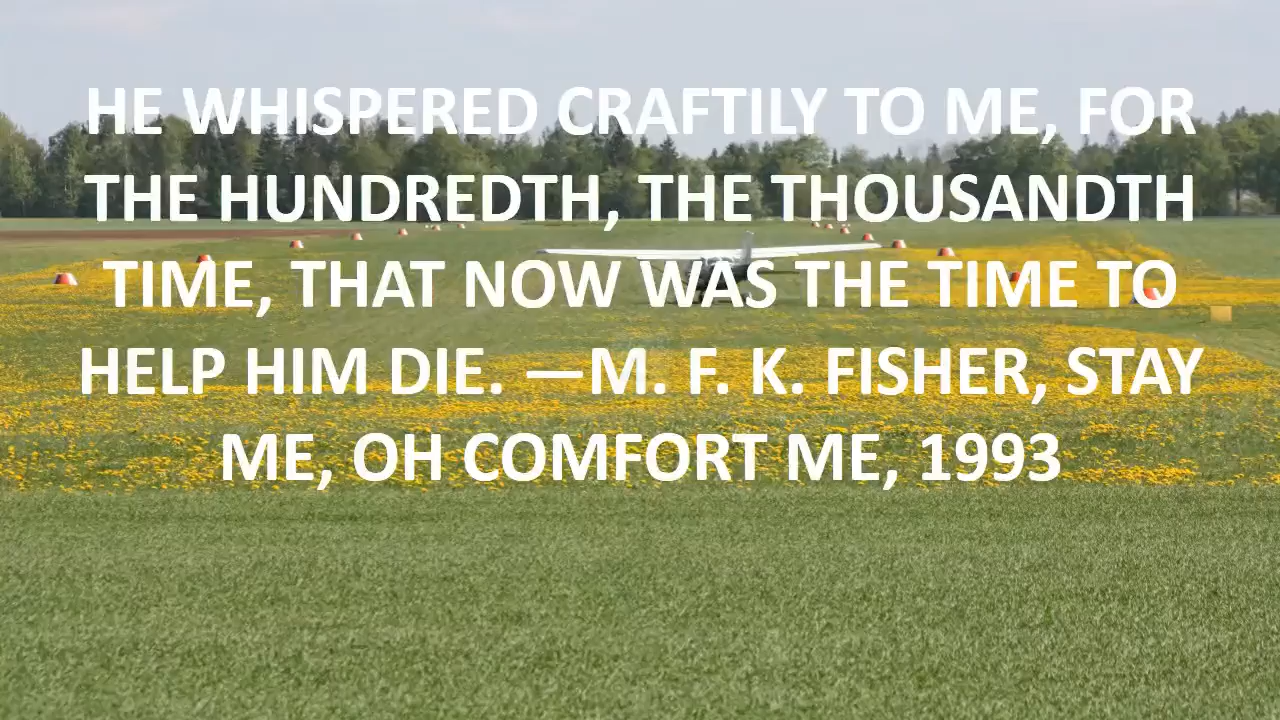 HE WHISPERED CRAFTILY TO ME, FOR
THE HUNDREDTH, THE THOUSANDTH
TIME, THAT NOW WAS THE TIME TO
HELP HIM DIE. —M. F. K. FISHER, STAY
ME, OH COMFORT ME, 1993